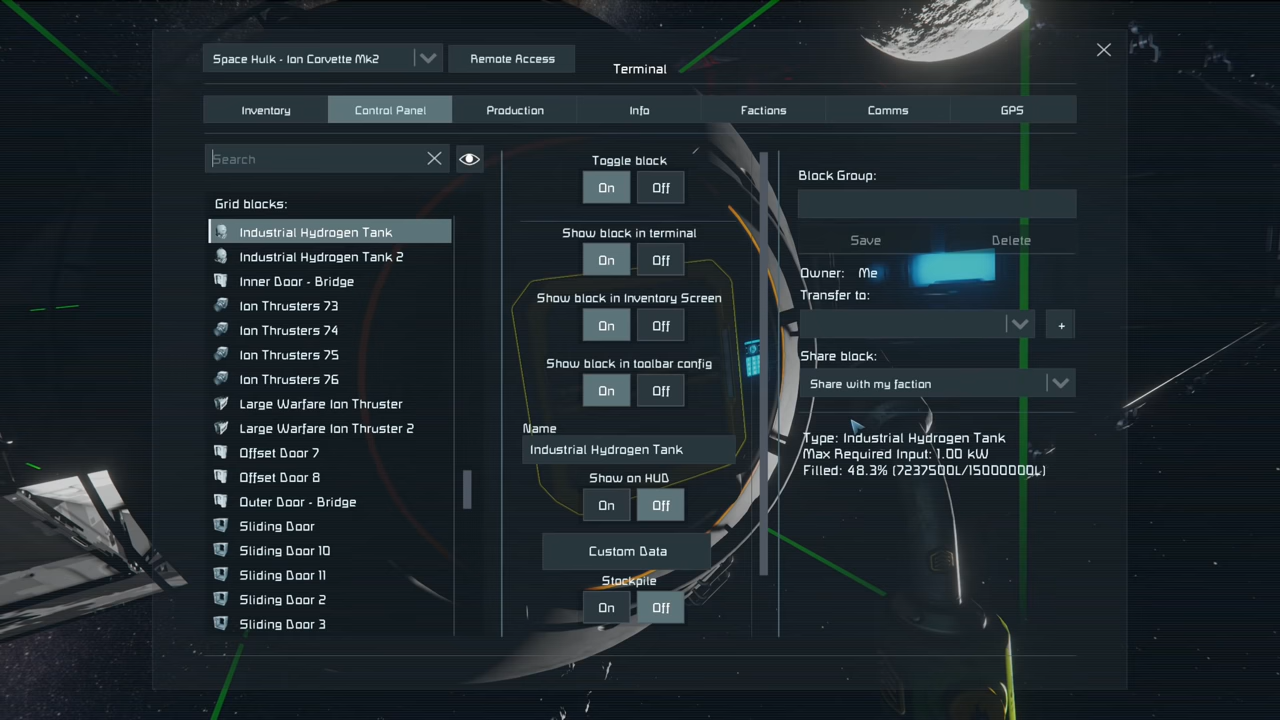 Space Hulk - Ion Corvette Mk2
Remote Access
Terminal
Inventory
Control Panel
Production
Info
Factions
Comms
GPS
Search
Grid blocks:
Industrial Hydrogen Tank
Industrial Hydrogen Tank 2
Inner Door - Bridge
Ion Thrusters 73
Ion Thrusters 74
Ion Thrusters 75
Ion Thrusters 76
Large Warfare Ion Thruster
Large Warfare Ion Thruster 2
Offset Door 7
Offset Door 8
Outer Door - Bridge
Sliding Door
Sliding Door 10
Sliding Door 11
Sliding Door 2
Sliding Door 3
Toggle block
On Off
Show block in terminal
On Off
Show block in Inventory Screen
On Off
Show block in toolbar config
On Off
Name
Industrial Hydrogen Tank
Show on HUD
On Off
Custom Data
Stockpile
On Off
Block Group:
Save Delete
Owner: Me
Transfer to:
+
Share block:
Share with my faction
Type: Industrial Hydrogen Tank
Max Required Input: 1.00 kW
Filled: 48.3% (7237500L/15000000L)